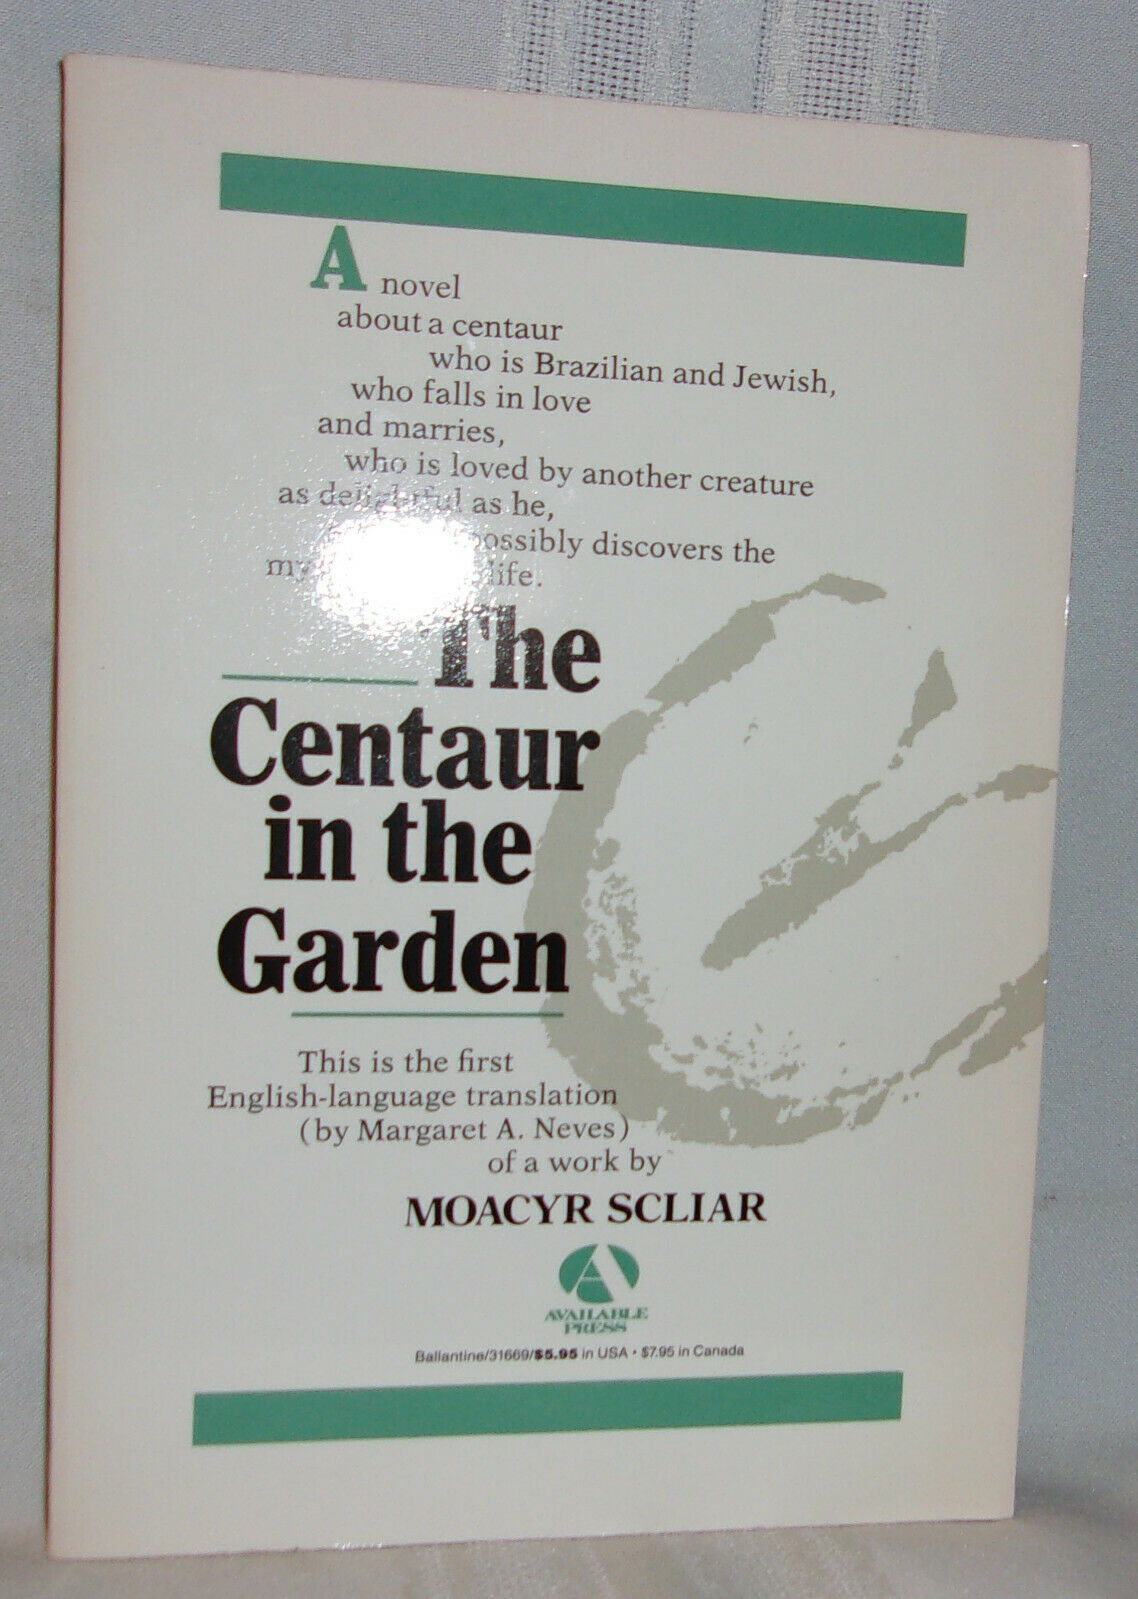 A novel
about a centaur
who is Brazilian and Jewish,
who falls in love
and marries,
who is loved by another creature
as delightful as he,
possibly discovers the
life.
The
Centaur
in the
Garden
This is the first
English-language translation
(by Margaret A. Neves)
of a work by
MOACYR SCLIAR
AVAILABLE
PRESS
Ballantine/31669/$5.95 in USA • $7.95 in Canada